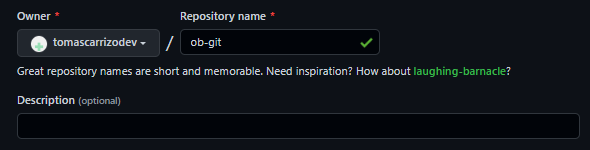 Owner * Repository name *
tomascarrizodev / ob-git
Great repository names are short and memorable. Need inspiration? How about laughing-barnacle?
Description (optional)